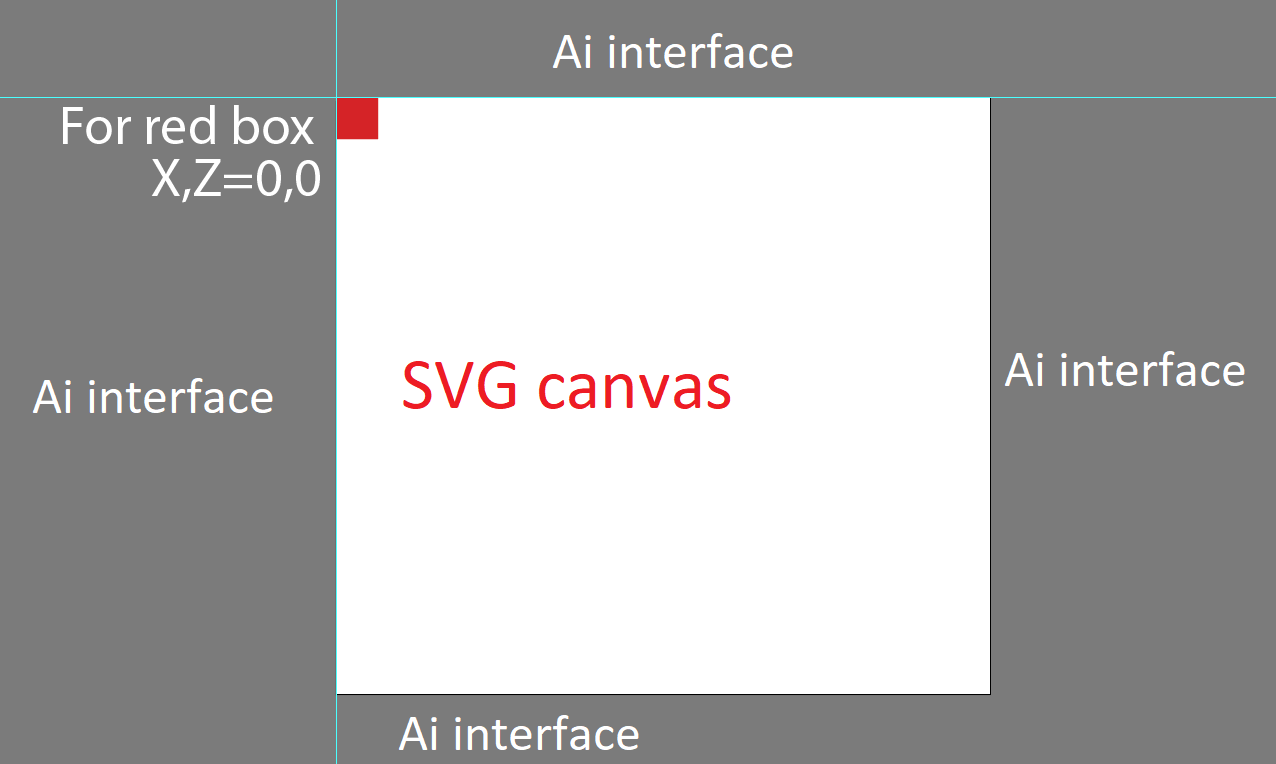 Ai interface
For red box
X,Z=0,0
Ai interface
SVG canvas
Ai interface
Ai interface